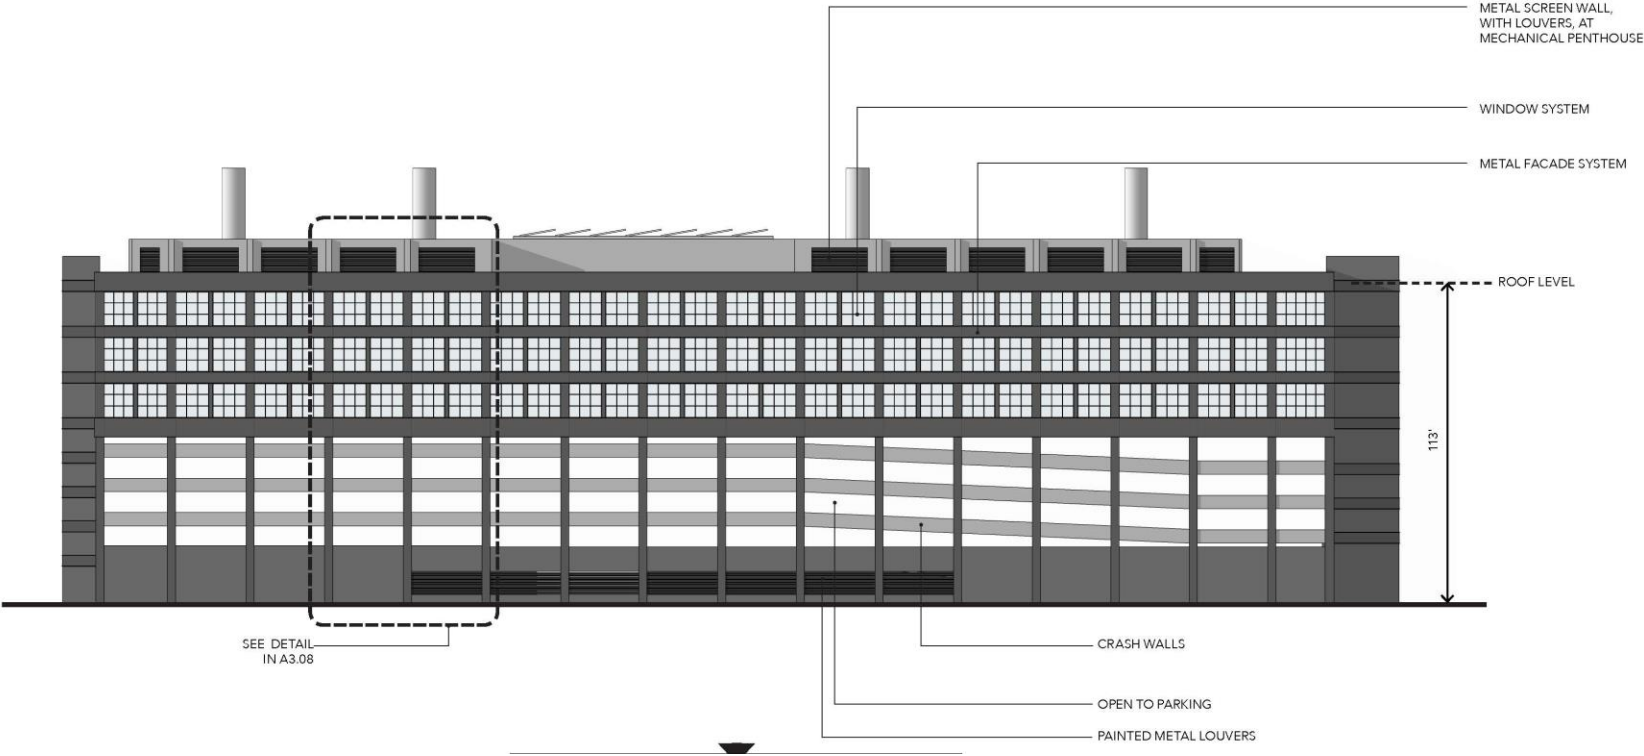 METAL SCREEN WALL,
WITH LOUVERS, AT
MECHANICAL PENTHOUSE
WINDOW SYSTEM
METAL FACADE SYSTEM
ROOF LEVEL
113'
SEE DETAIL
IN A3.08
CRASH WALLS
OPEN TO PARKING
PAINTED METAL LOUVERS